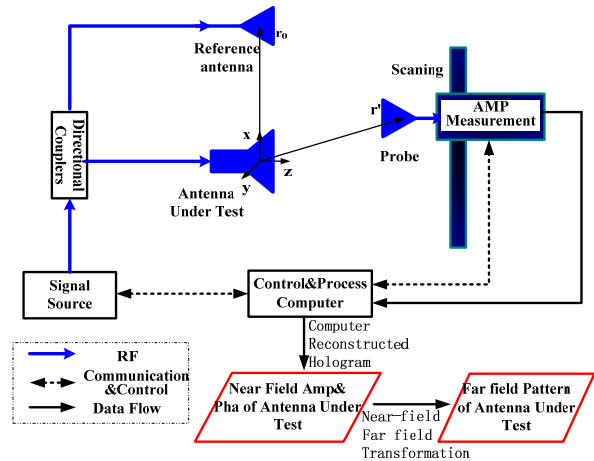 Reference
antenna
r₀
Scaning
AMP
Measurement
r'
Probe
Directional
Couplers
x
z
y
Antenna
Under Test
Signal
Source
Control&Process
Computer
Computer
Reconstructed
Hologram
RF
Communication
&Control
Data Flow
Near Field Amp&
Pha of Antenna Under
Test
Near-field
Far field
Transformation
Far field Pattern
of Antenna Under
Test